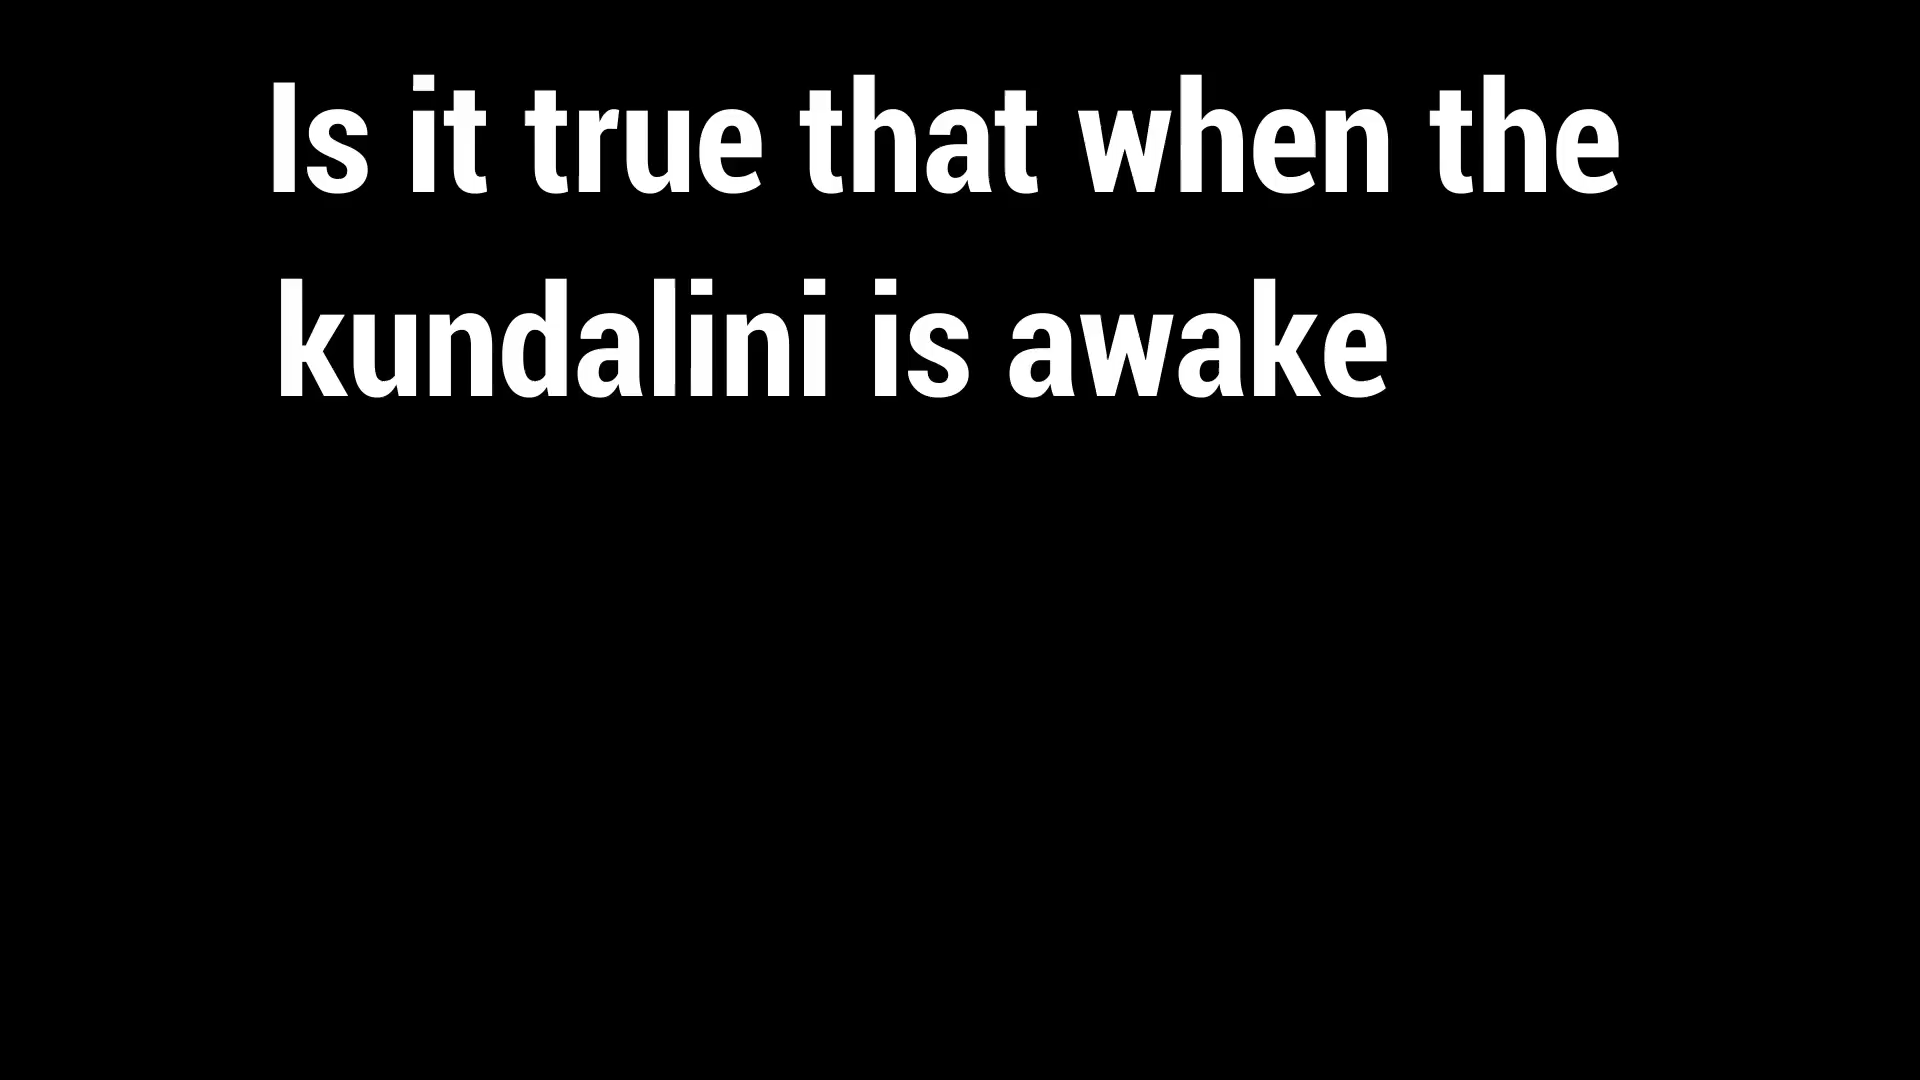 Is it true that when the
kundalini is awake